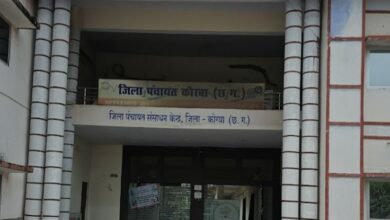 जिला पंचायत कोरबा (छ.ग.)
जिला पंचायत संसाधन केन्द्र, जिला - कोरबा (छ. ग.)